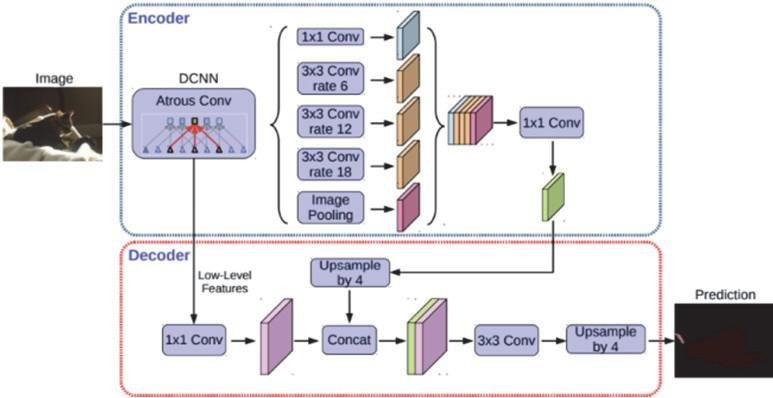 Encoder
Image
DCNN
Atrous Conv
1x1 Conv
3x3 Conv
rate 6
3x3 Conv
rate 12
3x3 Conv
rate 18
Image
Pooling
1x1 Conv
Decoder
Low-Level
Features
Upsample
by 4
1x1 Conv
Concat
3x3 Conv
Upsample
by 4
Prediction